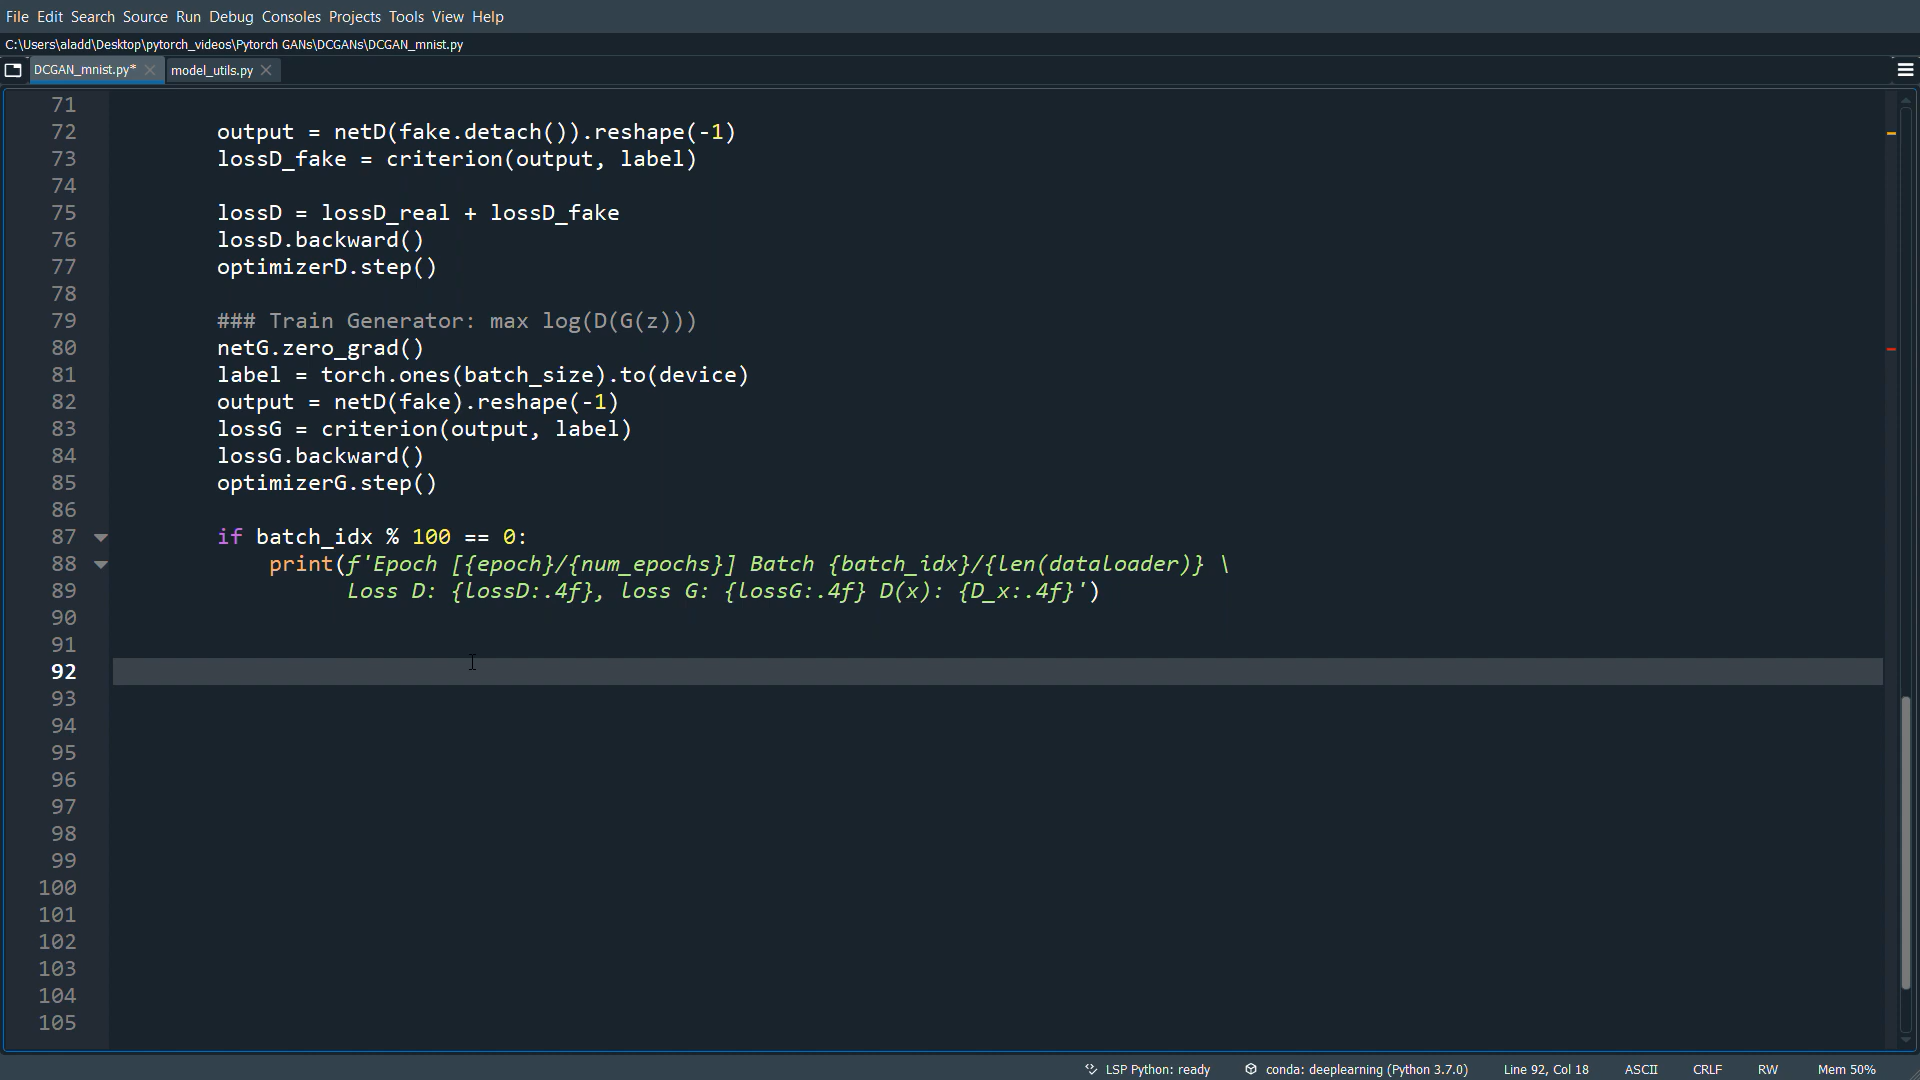 File Edit Search Source Run Debug Consoles Projects Tools View Help
C:\Users\aladd\Desktop\pytorch_videos\Pytorch GANs\DCGANs\DCGAN_mnist.py
DCGAN_mnist.py* model_utils.py
71
72 output = netD(fake.detach()).reshape(-1)
73 lossD_fake = criterion(output, label)
74
75 lossD = lossD_real + lossD_fake
76 lossD.backward()
77 optimizerD.step()
78
79 ### Train Generator: max log(D(G(z)))
80 netG.zero_grad()
81 label = torch.ones(batch_size).to(device)
82 output = netD(fake).reshape(-1)
83 lossG = criterion(output, label)
84 lossG.backward()
85 optimizerG.step()
86
87 if batch_idx % 100 == 0:
88 print(f'Epoch [{epoch}/{num_epochs}] Batch {batch_idx}/{len(dataloader)} \
89 Loss D: {lossD:.4f}, loss G: {lossG:.4f} D(x): {D_x:.4f}')
90
91
92
93
94
95
96
97
98
99
100
101
102
103
104
105
LSP Python: ready conda: deeplearning (Python 3.7.0) Line 92, Col 18 ASCII CRLF RW Mem 50%